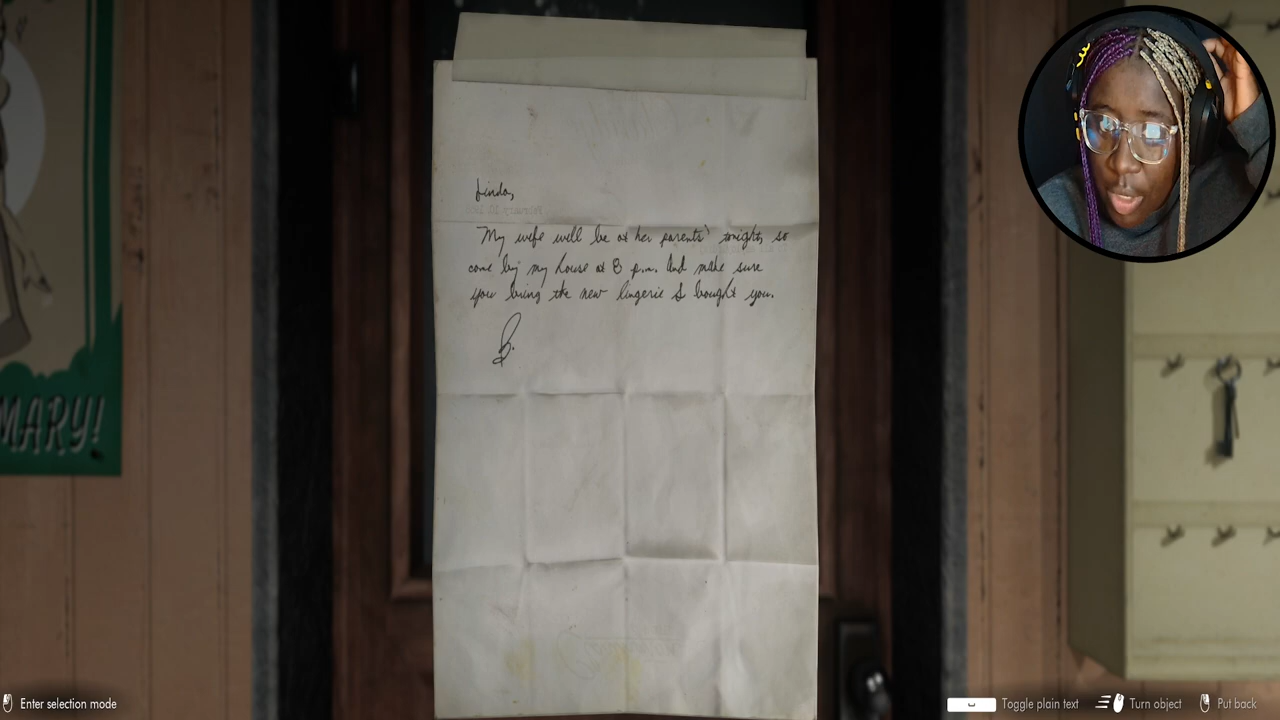 Linda,
My wife will be at her parents' tonight, so
come by my house at 8 p.m. And make sure
you bring the new lingerie I bought you.
B.
MARY!
Enter selection mode
Toggle plain text
Turn object
Put back